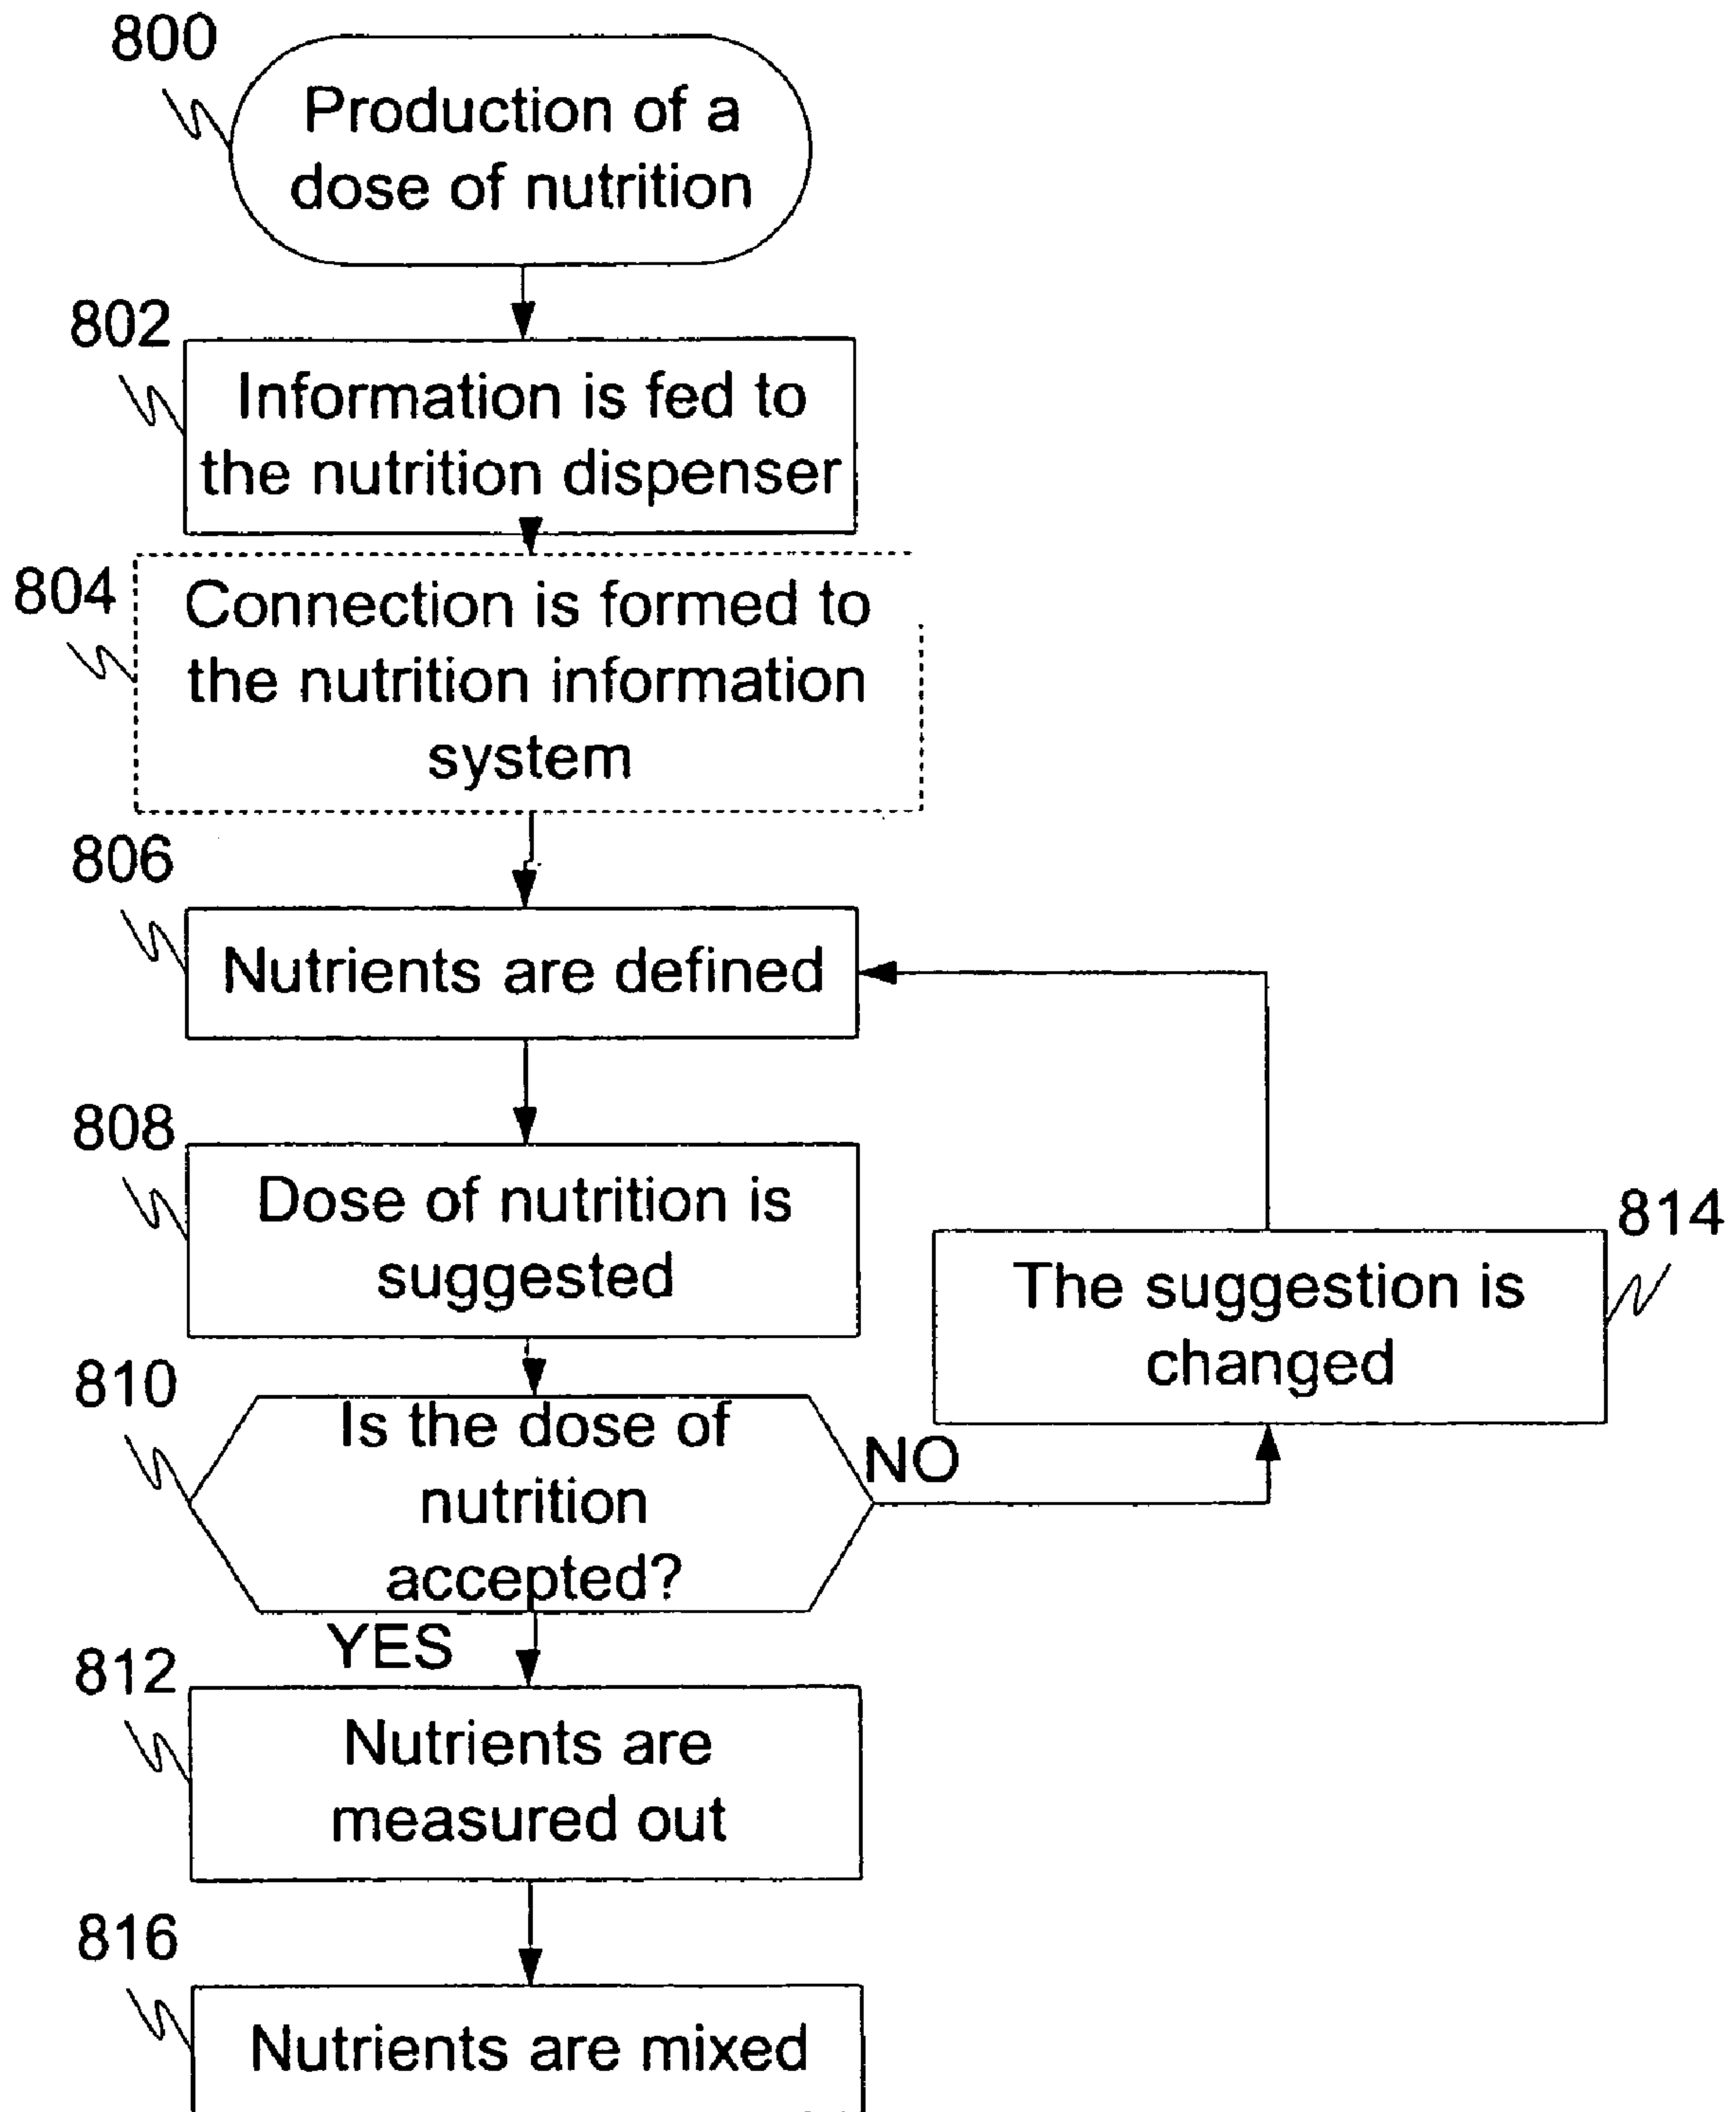 800
Production of a
dose of nutrition
802
Information is fed to
the nutrition dispenser
804
Connection is formed to
the nutrition information
system
806
Nutrients are defined
808
Dose of nutrition is
suggested
814
The suggestion is
changed
810
Is the dose of
nutrition
accepted?
NO
YES
812
Nutrients are
measured out
816
Nutrients are mixed